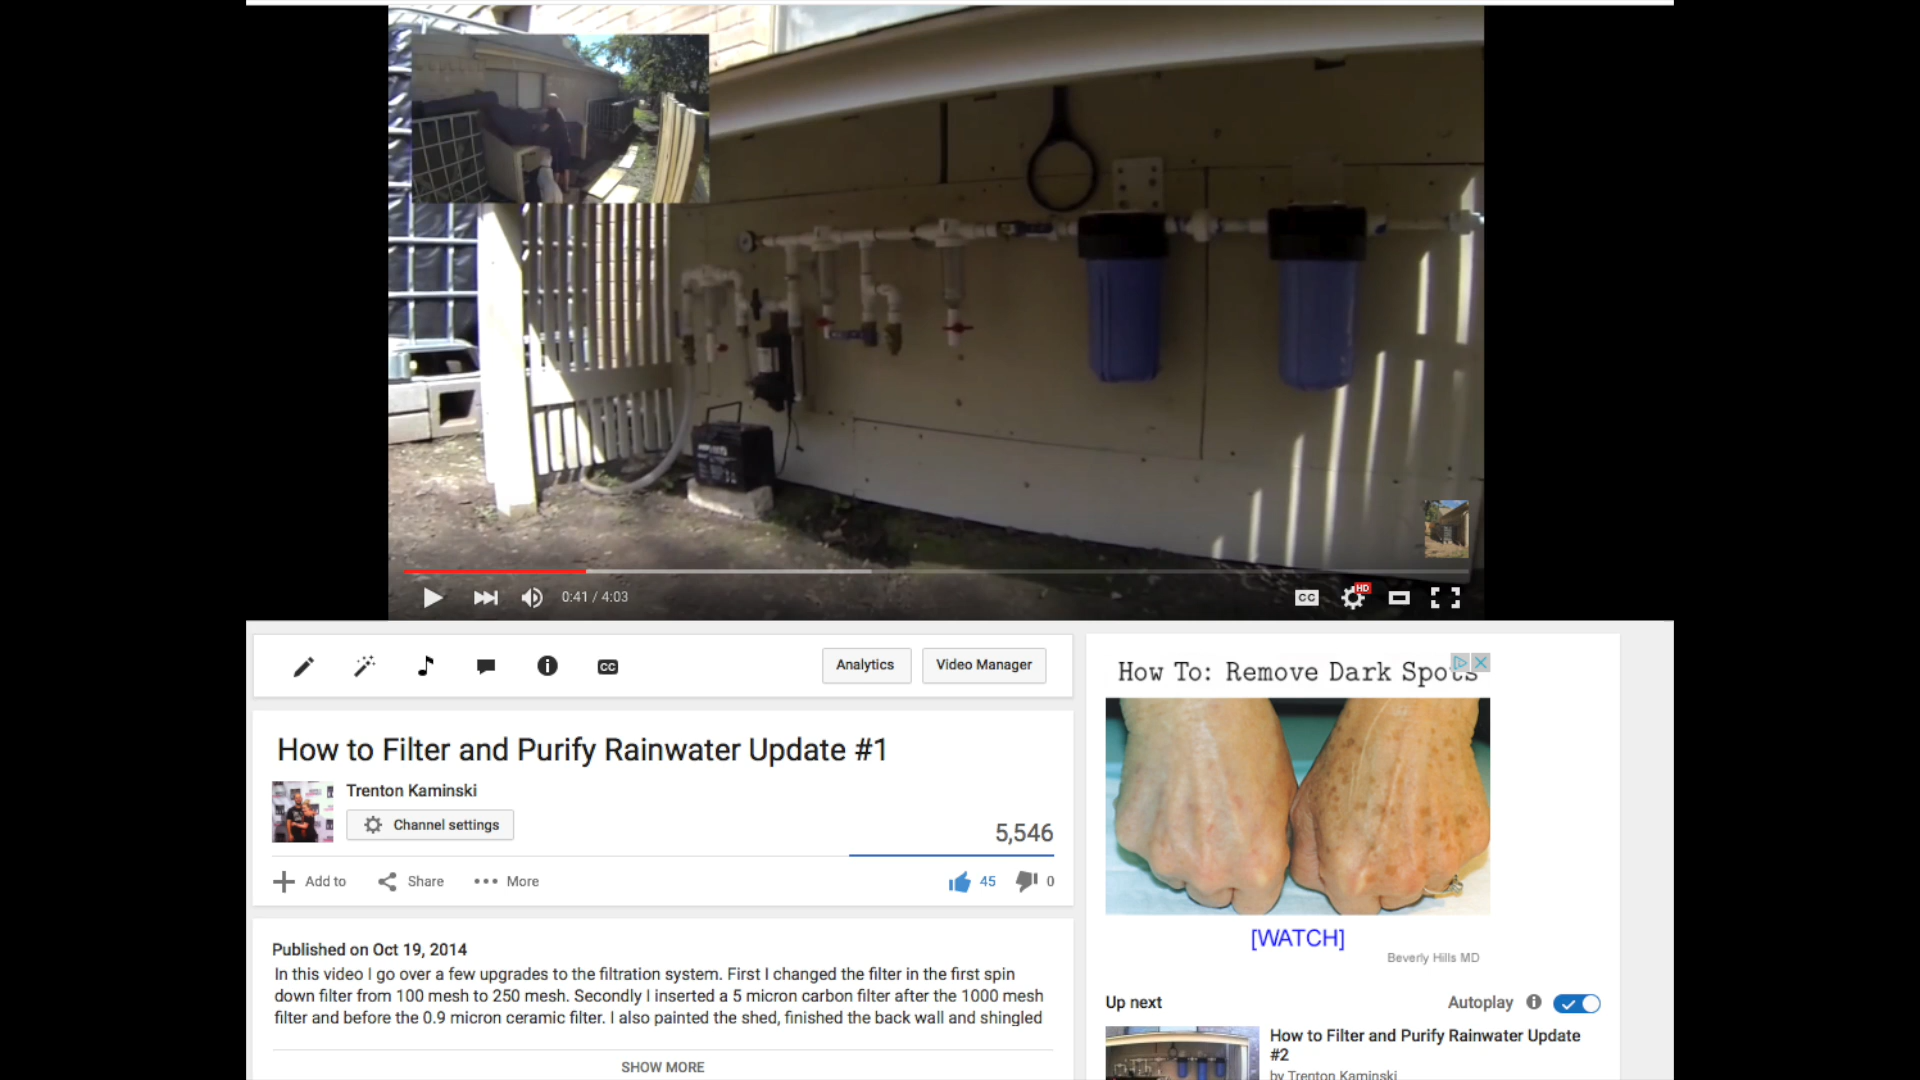 0:41 / 4:03
CC
HD
CC
Analytics
Video Manager
How to Filter and Purify Rainwater Update #1
Trenton Kaminski
Channel settings
5,546
Add to
Share
More
45
0
Published on Oct 19, 2014
In this video I go over a few upgrades to the filtration system. First I changed the filter in the first spin
down filter from 100 mesh to 250 mesh. Secondly I inserted a 5 micron carbon filter after the 1000 mesh
filter and before the 0.9 micron ceramic filter. I also painted the shed, finished the back wall and shingled
SHOW MORE
How To: Remove Dark Spots
[WATCH]
Beverly Hills MD
Up next
Autoplay
How to Filter and Purify Rainwater Update
#2
by Trenton Kaminski